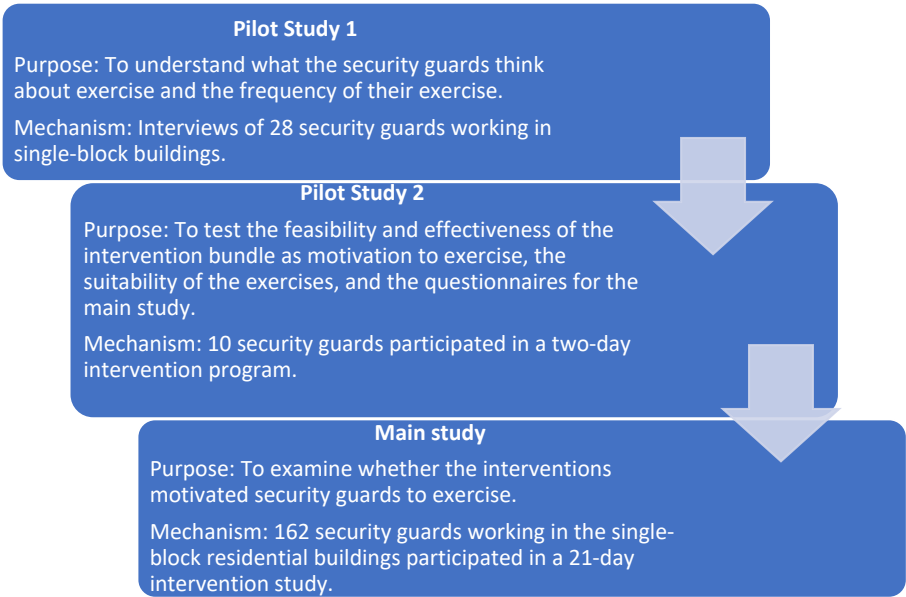 Pilot Study 1
Purpose: To understand what the security guards think
about exercise and the frequency of their exercise.
Mechanism: Interviews of 28 security guards working in
single-block buildings.
Pilot Study 2
Purpose: To test the feasibility and effectiveness of the
intervention bundle as motivation to exercise, the
suitability of the exercises, and the questionnaires for the
main study.
Mechanism: 10 security guards participated in a two-day
intervention program.
Main study
Purpose: To examine whether the interventions
motivated security guards to exercise.
Mechanism: 162 security guards working in the single-
block residential buildings participated in a 21-day
intervention study.